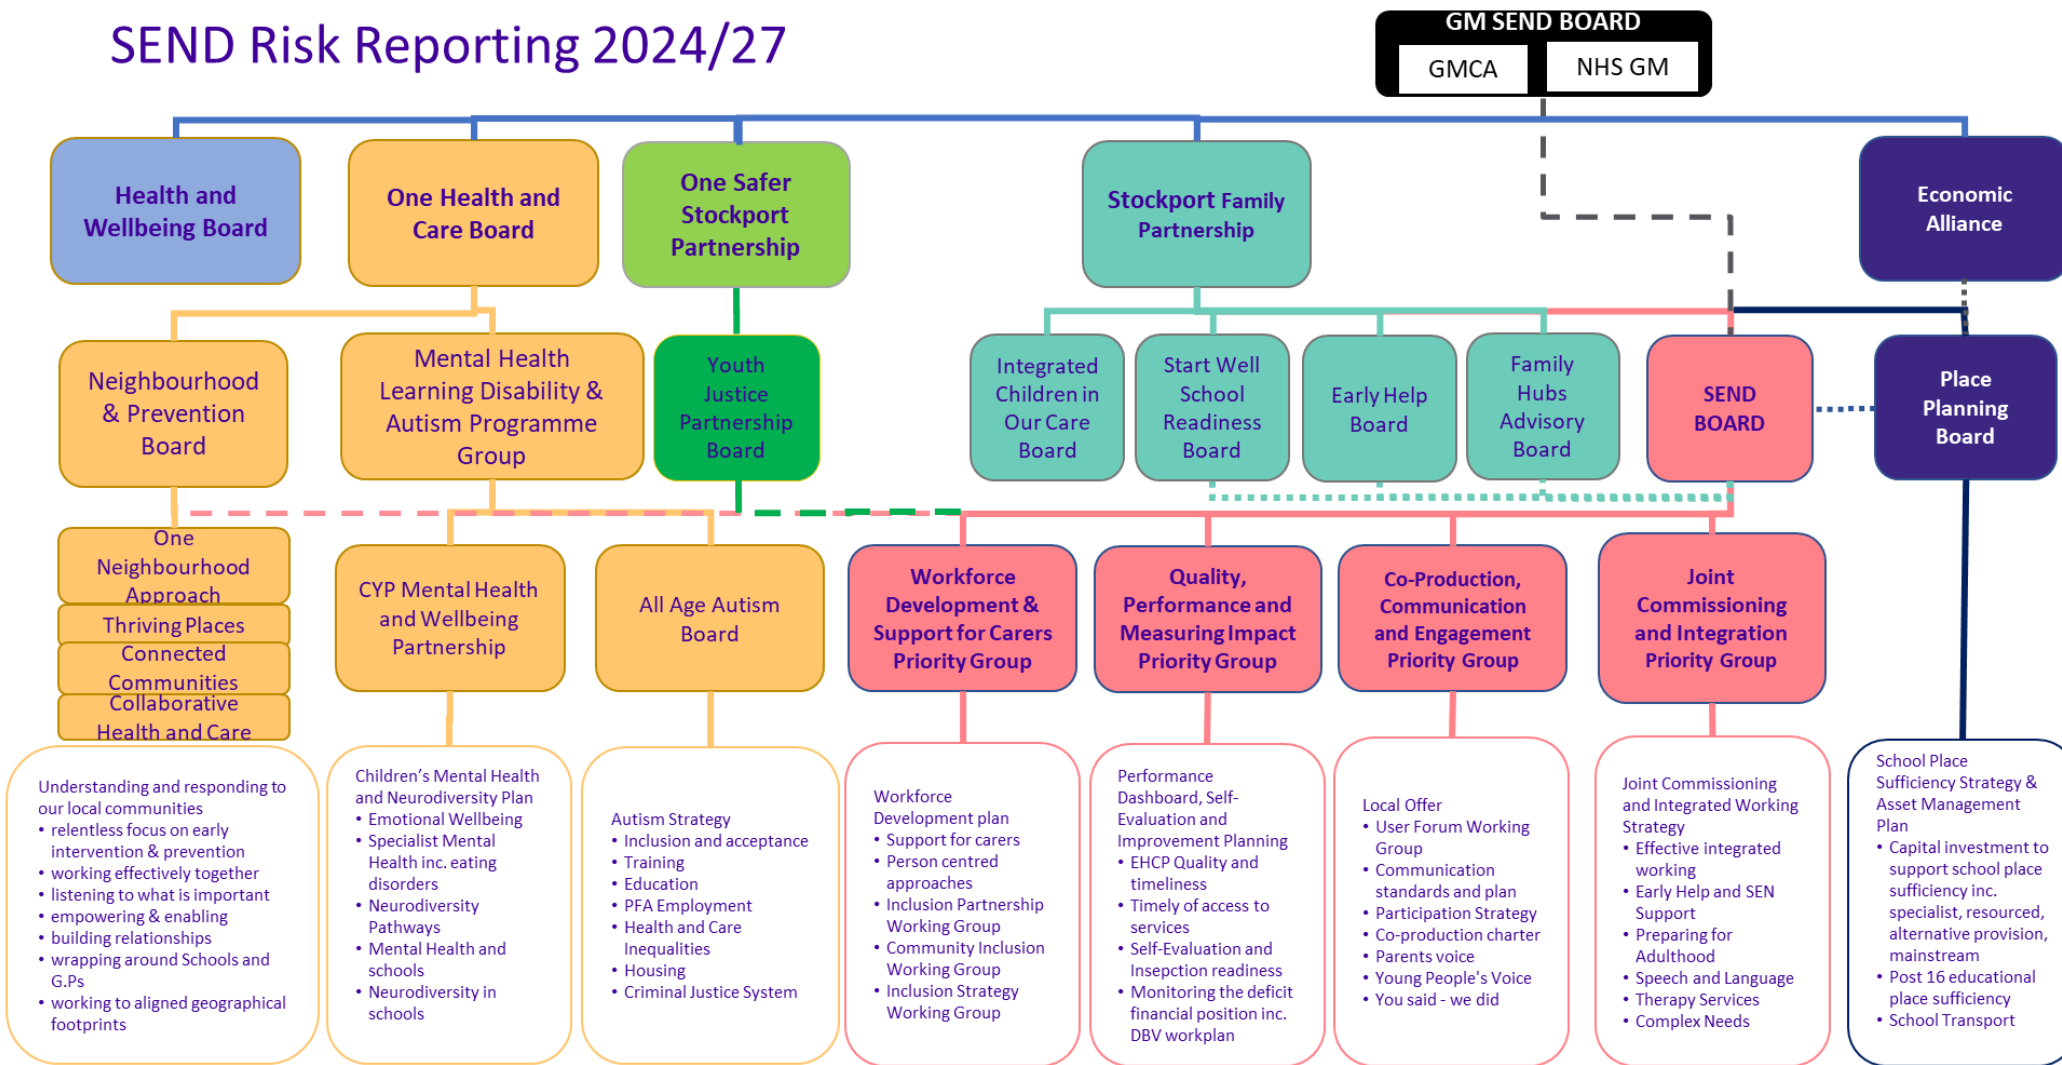 SEND Risk Reporting 2024/27
GM SEND BOARD
GMCA
NHS GM
Health and
Wellbeing Board
One Health and
Care Board
One Safer
Stockport
Partnership
Stockport Family
Partnership
Economic
Alliance
Neighbourhood
& Prevention
Board
Mental Health
Learning Disability &
Autism Programme
Group
Youth
Justice
Partnership
Board
Integrated
Children in
Our Care
Board
Start Well
School
Readiness
Board
Early Help
Board
Family
Hubs
Advisory
Board
SEND
BOARD
Place
Planning
Board
One
Neighbourhood
Approach
Thriving Places
Connected
Communities
Collaborative
Health and Care
CYP Mental Health
and Wellbeing
Partnership
All Age Autism
Board
Workforce
Development &
Support for Carers
Priority Group
Quality,
Performance and
Measuring Impact
Priority Group
Co-Production,
Communication
and Engagement
Priority Group
Joint
Commissioning
and Integration
Priority Group
Understanding and responding to
our local communities
• relentless focus on early
intervention & prevention
• working effectively together
• listening to what is important
• empowering & enabling
• building relationships
• wrapping around Schools and
G.Ps
• working to aligned geographical
footprints
Children's Mental Health
and Neurodiversity Plan
• Emotional Wellbeing
• Specialist Mental
Health inc. eating
disorders
• Neurodiversity
Pathways
• Mental Health and
schools
• Neurodiversity in
schools
Autism Strategy
• Inclusion and acceptance
• Training
• Education
• PFA Employment
• Health and Care
Inequalities
• Housing
• Criminal Justice System
Workforce
Development plan
• Support for carers
• Person centred
approaches
• Inclusion Partnership
Working Group
• Community Inclusion
Working Group
• Inclusion Strategy
Working Group
Performance
Dashboard, Self-
Evaluation and
Improvement Planning
• EHCP Quality and
timeliness
• Timely of access to
services
• Self-Evaluation and
Insepction readiness
• Monitoring the deficit
financial position inc.
DBV workplan
Local Offer
• User Forum Working
Group
• Communication
standards and plan
• Participation Strategy
• Co-production charter
• Parents voice
• Young People's Voice
• You said - we did
Joint Commissioning
and Integrated Working
Strategy
• Effective integrated
working
• Early Help and SEN
Support
• Preparing for
Adulthood
• Speech and Language
• Therapy Services
• Complex Needs
School Place
Sufficiency Strategy &
Asset Management
Plan
• Capital investment to
support school place
sufficiency inc.
specialist, resourced,
alternative provision,
mainstream
• Post 16 educational
place sufficiency
• School Transport